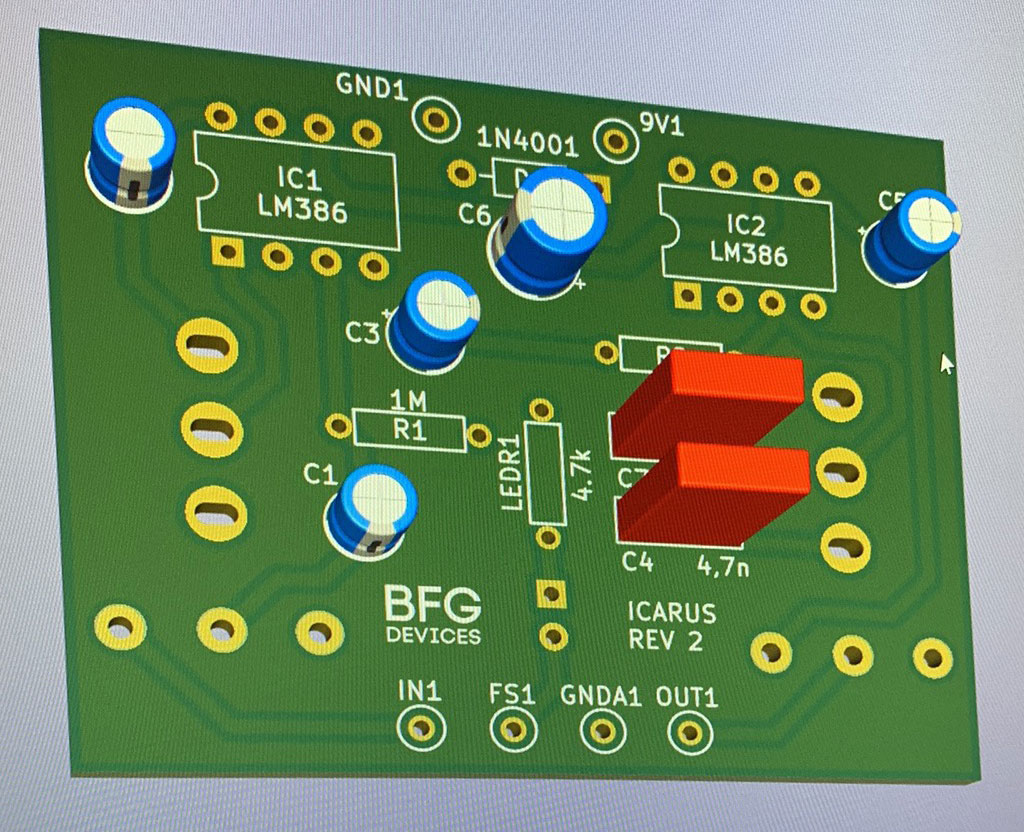 GND1
9V1
1N4001
IC1
LM386
D
C6
IC2
LM386
C5
+
+
+
C3
1M
R1
LEDR1
4.7k
C1
C4
4,7n
BFG
DEVICES
ICARUS
REV 2
IN1
FS1
GNDA1
OUT1